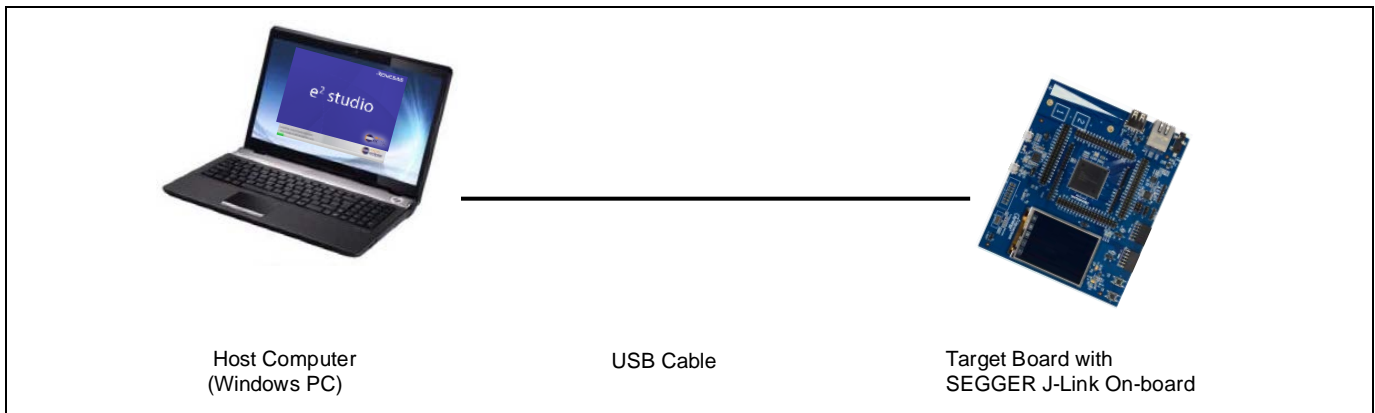 RENESAS
e² studio
Host Computer
(Windows PC)
USB Cable
Target Board with
SEGGER J-Link On-board